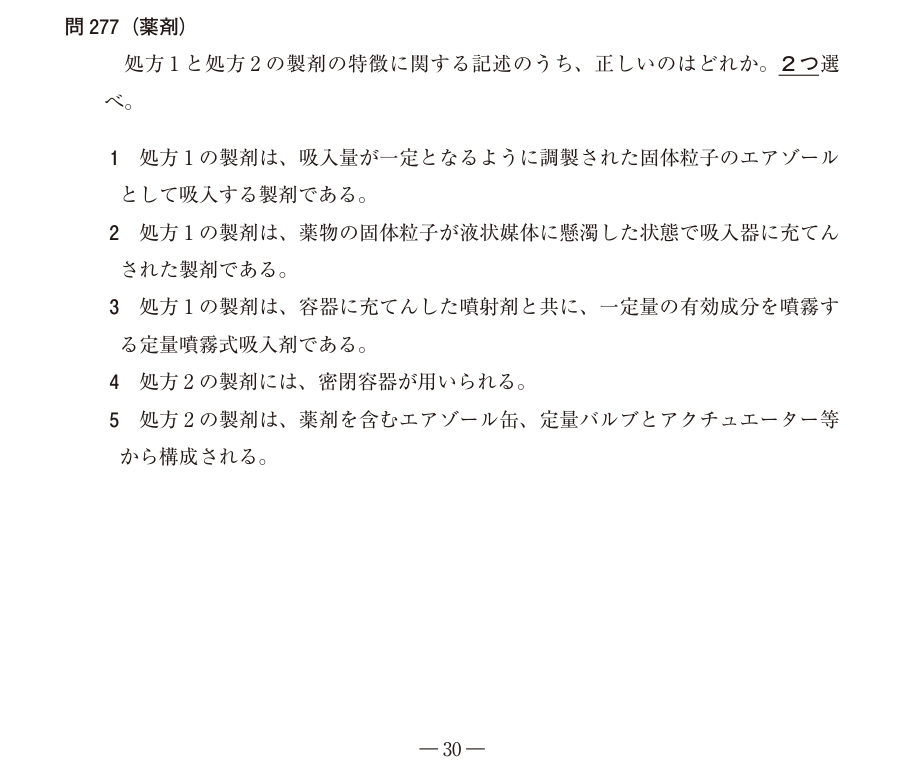 問 277（薬剤）
処方１と処方２の製剤の特徴に関する記述のうち、正しいのはどれか。２つ選
べ。
1　処方１の製剤は、吸入量が一定となるように調製された固体粒子のエアゾール
として吸入する製剤である。
2　処方１の製剤は、薬物の固体粒子が液状媒体に懸濁した状態で吸入器に充てん
された製剤である。
3　処方１の製剤は、容器に充てんした噴射剤と共に、一定量の有効成分を噴霧す
る定量噴霧式吸入剤である。
4　処方２の製剤には、密閉容器が用いられる。
5　処方２の製剤は、薬剤を含むエアゾール缶、定量バルブとアクチュエーター等
から構成される。
― 30 ―